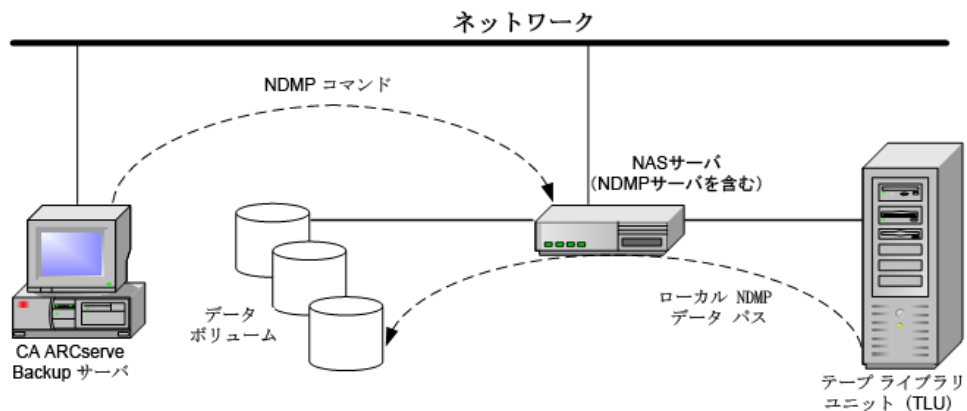 ネットワーク
NDMP コマンド
NASサーバ
(NDMPサーバを含む)
データ
ボリューム
ローカル NDMP
データ パス
CA ARCserve
Backup サーバ
テープ ライブラリ
ユニット (TLU)